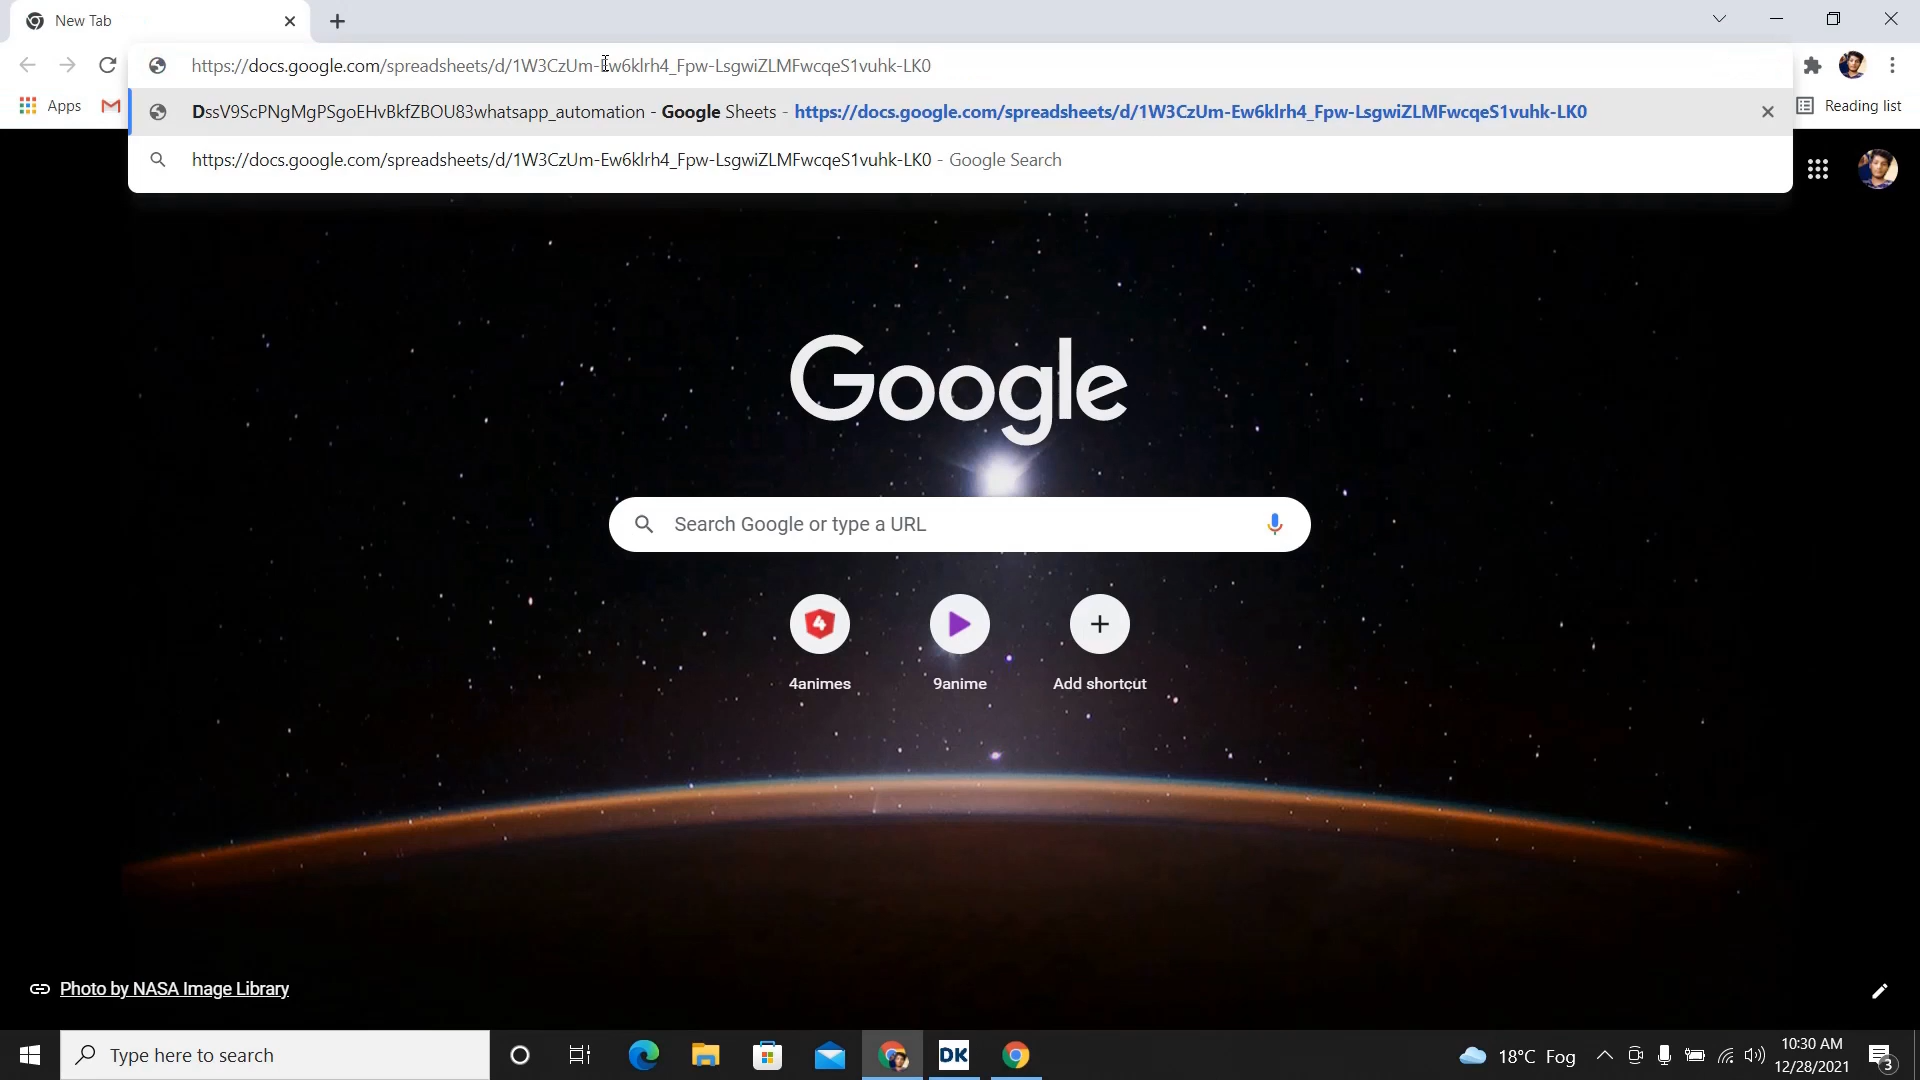 New Tab
https://docs.google.com/spreadsheets/d/1W3CzUm-Ew6klrh4_Fpw-LsgwiZLMFwcqeS1vuhk-LK0
Apps
DssV9ScPNgMgPSgoEHvBkfZBOU83whatsapp_automation - Google Sheets - https://docs.google.com/spreadsheets/d/1W3CzUm-Ew6klrh4_Fpw-LsgwiZLMFwcqeS1vuhk-LK0
Reading list
https://docs.google.com/spreadsheets/d/1W3CzUm-Ew6klrh4_Fpw-LsgwiZLMFwcqeS1vuhk-LK0 - Google Search
Google
Search Google or type a URL
4
4animes
9anime
Add shortcut
Photo by NASA Image Library
Type here to search
DK
18°C Fog
10:30 AM
12/28/2021
3